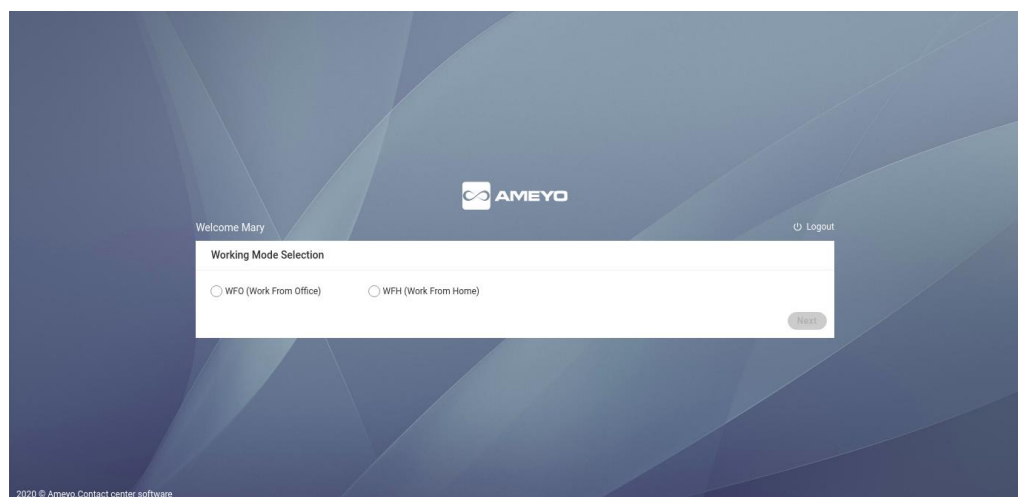 AMEYO
Welcome Mary
Logout
Working Mode Selection
WFO (Work From Office)
WFH (Work From Home)
Next
2020 © Ameyo.Contact center software